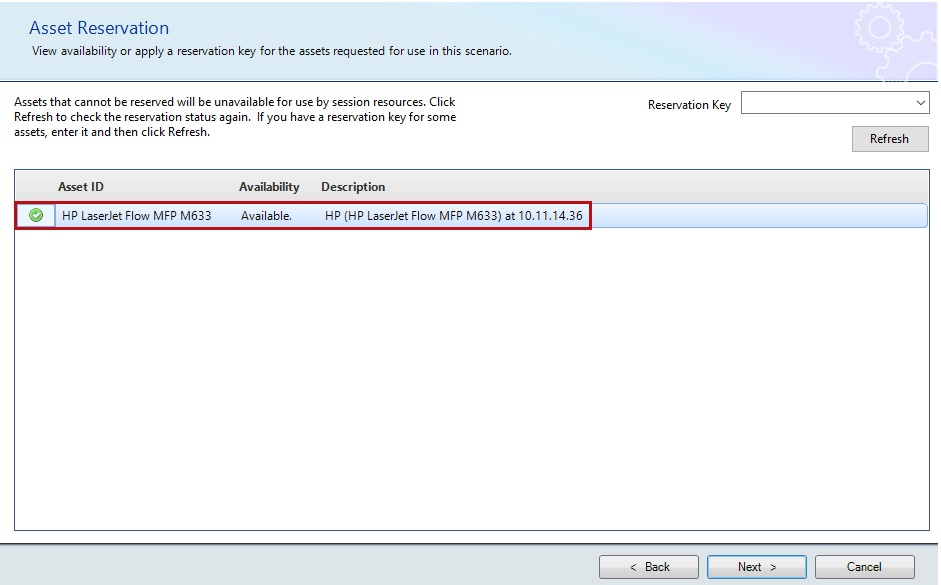 Asset Reservation
View availability or apply a reservation key for the assets requested for use in this scenario.
Assets that cannot be reserved will be unavailable for use by session resources. Click
Refresh to check the reservation status again. If you have a reservation key for some
assets, enter it and then click Refresh.
Reservation Key
Refresh
Asset ID Availability Description
HP LaserJet Flow MFP M633 Available. HP (HP LaserJet Flow MFP M633) at 10.11.14.36
< Back Next > Cancel